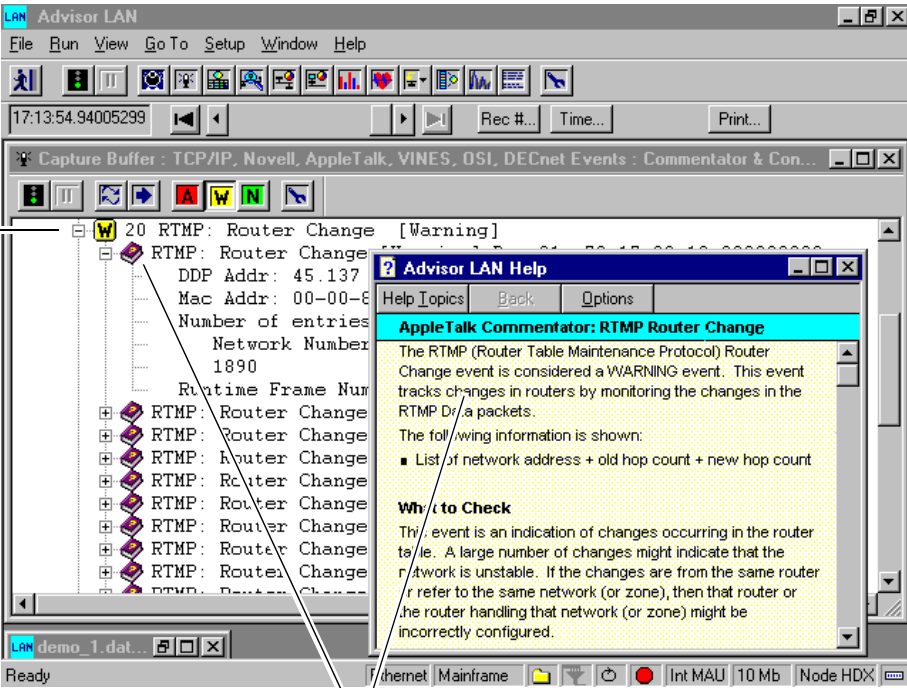 LAN Advisor LAN
File Run View Go To Setup Window Help
17:13:54.94005299 Rec #... Time... Print...
Capture Buffer : TCP/IP, Novell, AppleTalk, VINES, OSI, DECnet Events : Commentator & Con...
A W N
W 20 RTMP: Router Change [Warning]
RTMP: Router Change
DDP Addr: 45.137
Mac Addr: 00-00-8
Number of entries
Network Number
1890
Runtime Frame Num
RTMP: Router Change
RTMP: Router Change
RTMP: Router Change
RTMP: Router Change
RTMP: Router Change
RTMP: Router Change
RTMP: Router Change
RTMP: Router Change
Advisor LAN Help
Help Topics Back Options
AppleTalk Commentator: RTMP Router Change
The RTMP (Router Table Maintenance Protocol) Router
Change event is considered a WARNING event. This event
tracks changes in routers by monitoring the changes in the
RTMP Data packets.
The following information is shown:
List of network address + old hop count + new hop count
What to Check
This event is an indication of changes occurring in the router
table. A large number of changes might indicate that the
network is unstable. If the changes are from the same router
or refer to the same network (or zone), then that router or
the router handling that network (or zone) might be
incorrectly configured.
LAN demo_1.dat...
Ready Ethernet Mainframe Int MAU 10 Mb Node HDX